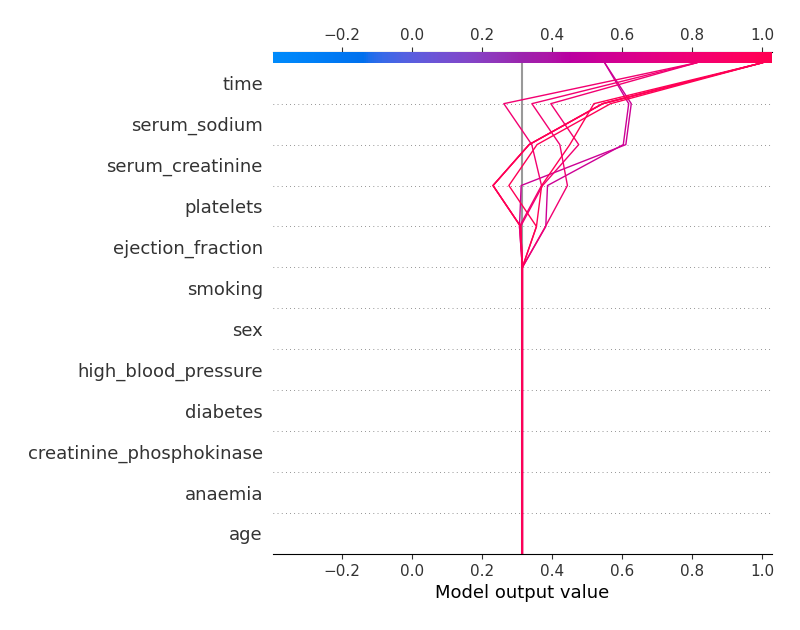 −0.2 0.0 0.2 0.4 0.6 0.8 1.0
time
serum_sodium
serum_creatinine
platelets
ejection_fraction
smoking
sex
high_blood_pressure
diabetes
creatinine_phosphokinase
anaemia
age
−0.2 0.0 0.2 0.4 0.6 0.8 1.0
Model output value